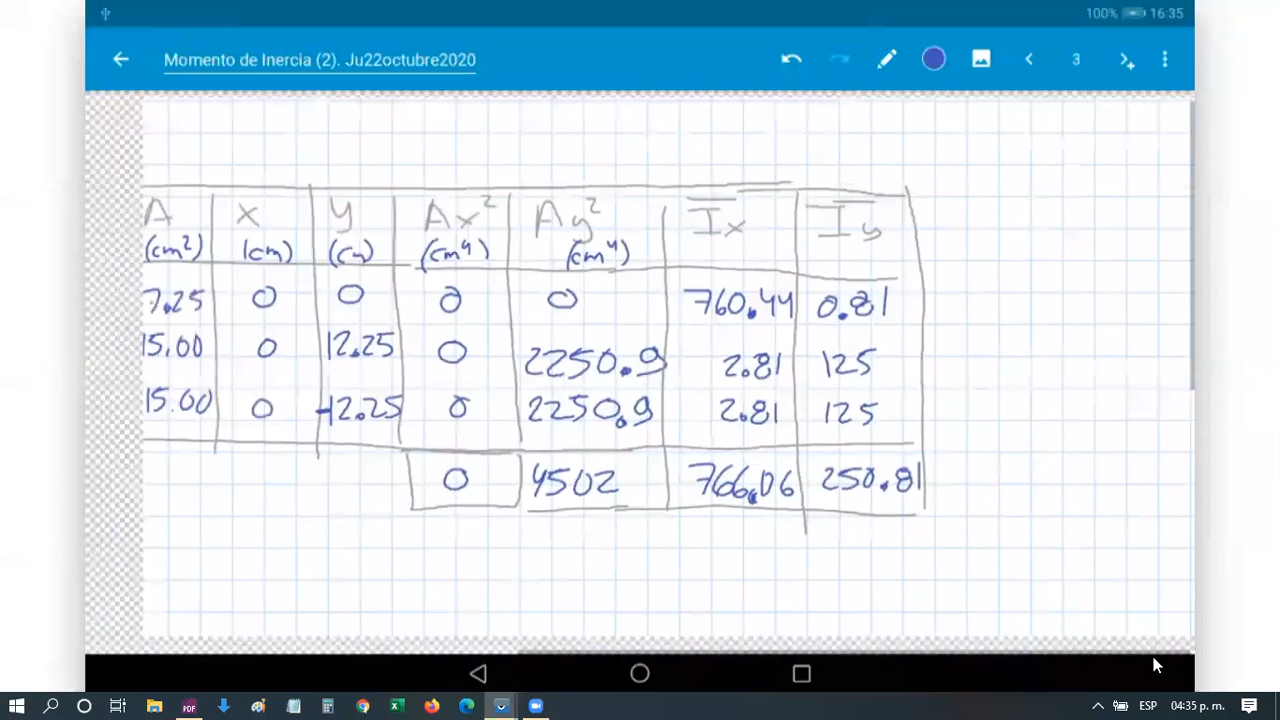 100% 16:35
Momento de Inercia (2). Ju22octubre2020
3
A x y Ax² Ay² Īx Īy
(cm²) (cm) (cm) (cm⁴) (cm⁴)
7.25 0 0 0 0 760.44 0.81
15.00 0 12.25 0 2250.9 2.81 125
15.00 0 -12.25 0 2250.9 2.81 125
0 4502 766.06 250.81
ESP 04:35 p. m.